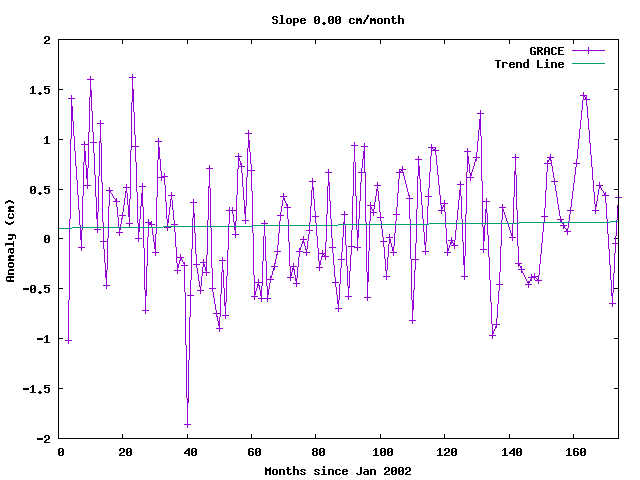 Slope 0.00 cm/month
2
GRACE
Trend Line
1.5
1
0.5
0
-0.5
-1
-1.5
-2
Anomaly (cm)
0 20 40 60 80 100 120 140 160
Months since Jan 2002